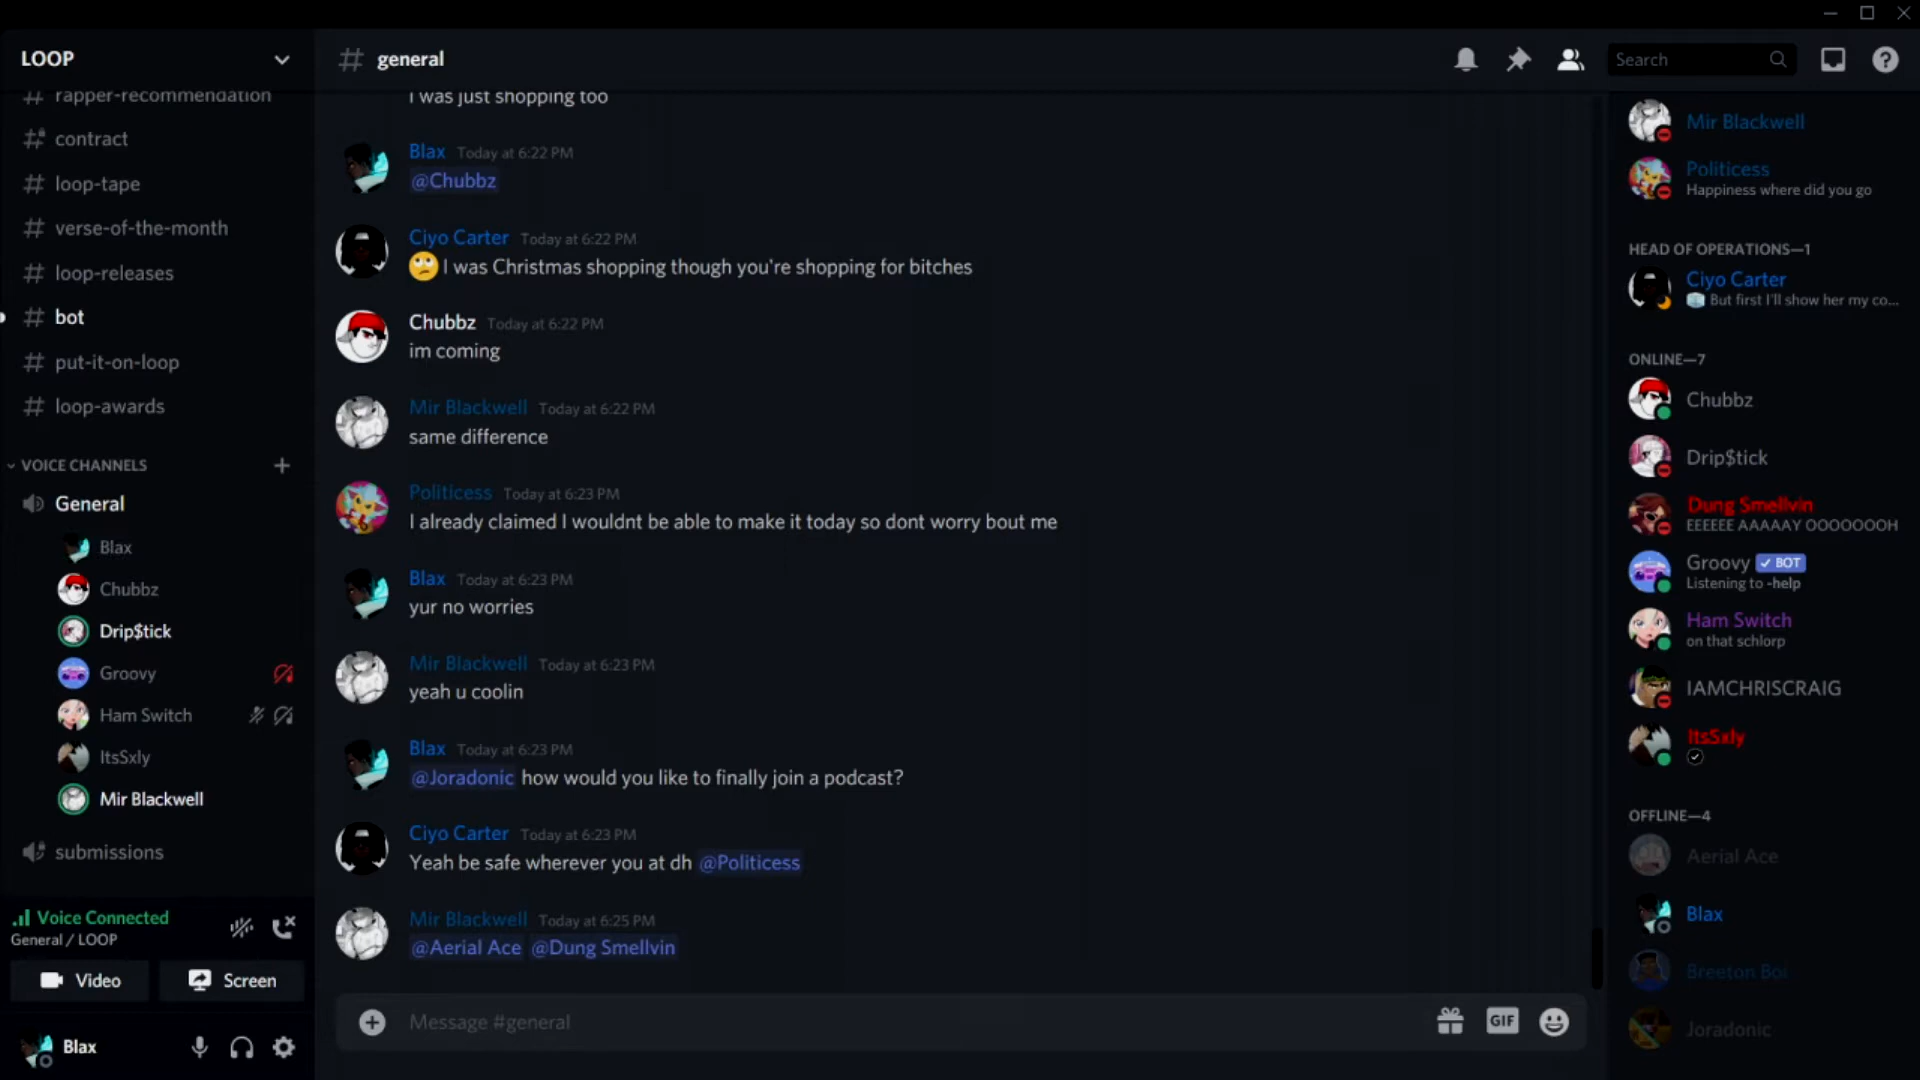 LOOP
rapper-recommendation
contract
loop-tape
verse-of-the-month
loop-releases
bot
put-it-on-loop
loop-awards
VOICE CHANNELS
General
Blax
Chubbz
Drip$tick
Groovy
Ham Switch
ItsSxly
Mir Blackwell
submissions
Voice Connected
General / LOOP
Video
Screen
Blax
general
Search
I was just shopping too
Blax Today at 6:22 PM
@Chubbz
Ciyo Carter Today at 6:22 PM
I was Christmas shopping though you're shopping for bitches
Chubbz Today at 6:22 PM
im coming
Mir Blackwell Today at 6:22 PM
same difference
Politicess Today at 6:23 PM
I already claimed I wouldnt be able to make it today so dont worry bout me
Blax Today at 6:23 PM
yur no worries
Mir Blackwell Today at 6:23 PM
yeah u coolin
Blax Today at 6:23 PM
@Joradonic how would you like to finally join a podcast?
Ciyo Carter Today at 6:23 PM
Yeah be safe wherever you at dh @Politicess
Mir Blackwell Today at 6:25 PM
@Aerial Ace @Dung Smellvin
Message #general
GIF
Mir Blackwell
Politicess
Happiness where did you go
HEAD OF OPERATIONS—1
Ciyo Carter
But first I'll show her my co...
ONLINE—7
Chubbz
Drip$tick
Dung Smellvin
EEEEEE AAAAAY OOOOOOOH
Groovy BOT
Listening to -help
Ham Switch
on that schlorp
IAMCHRISCRAIG
ItsSxly
OFFLINE—4
Aerial Ace
Blax
Breeton Boi
Joradonic